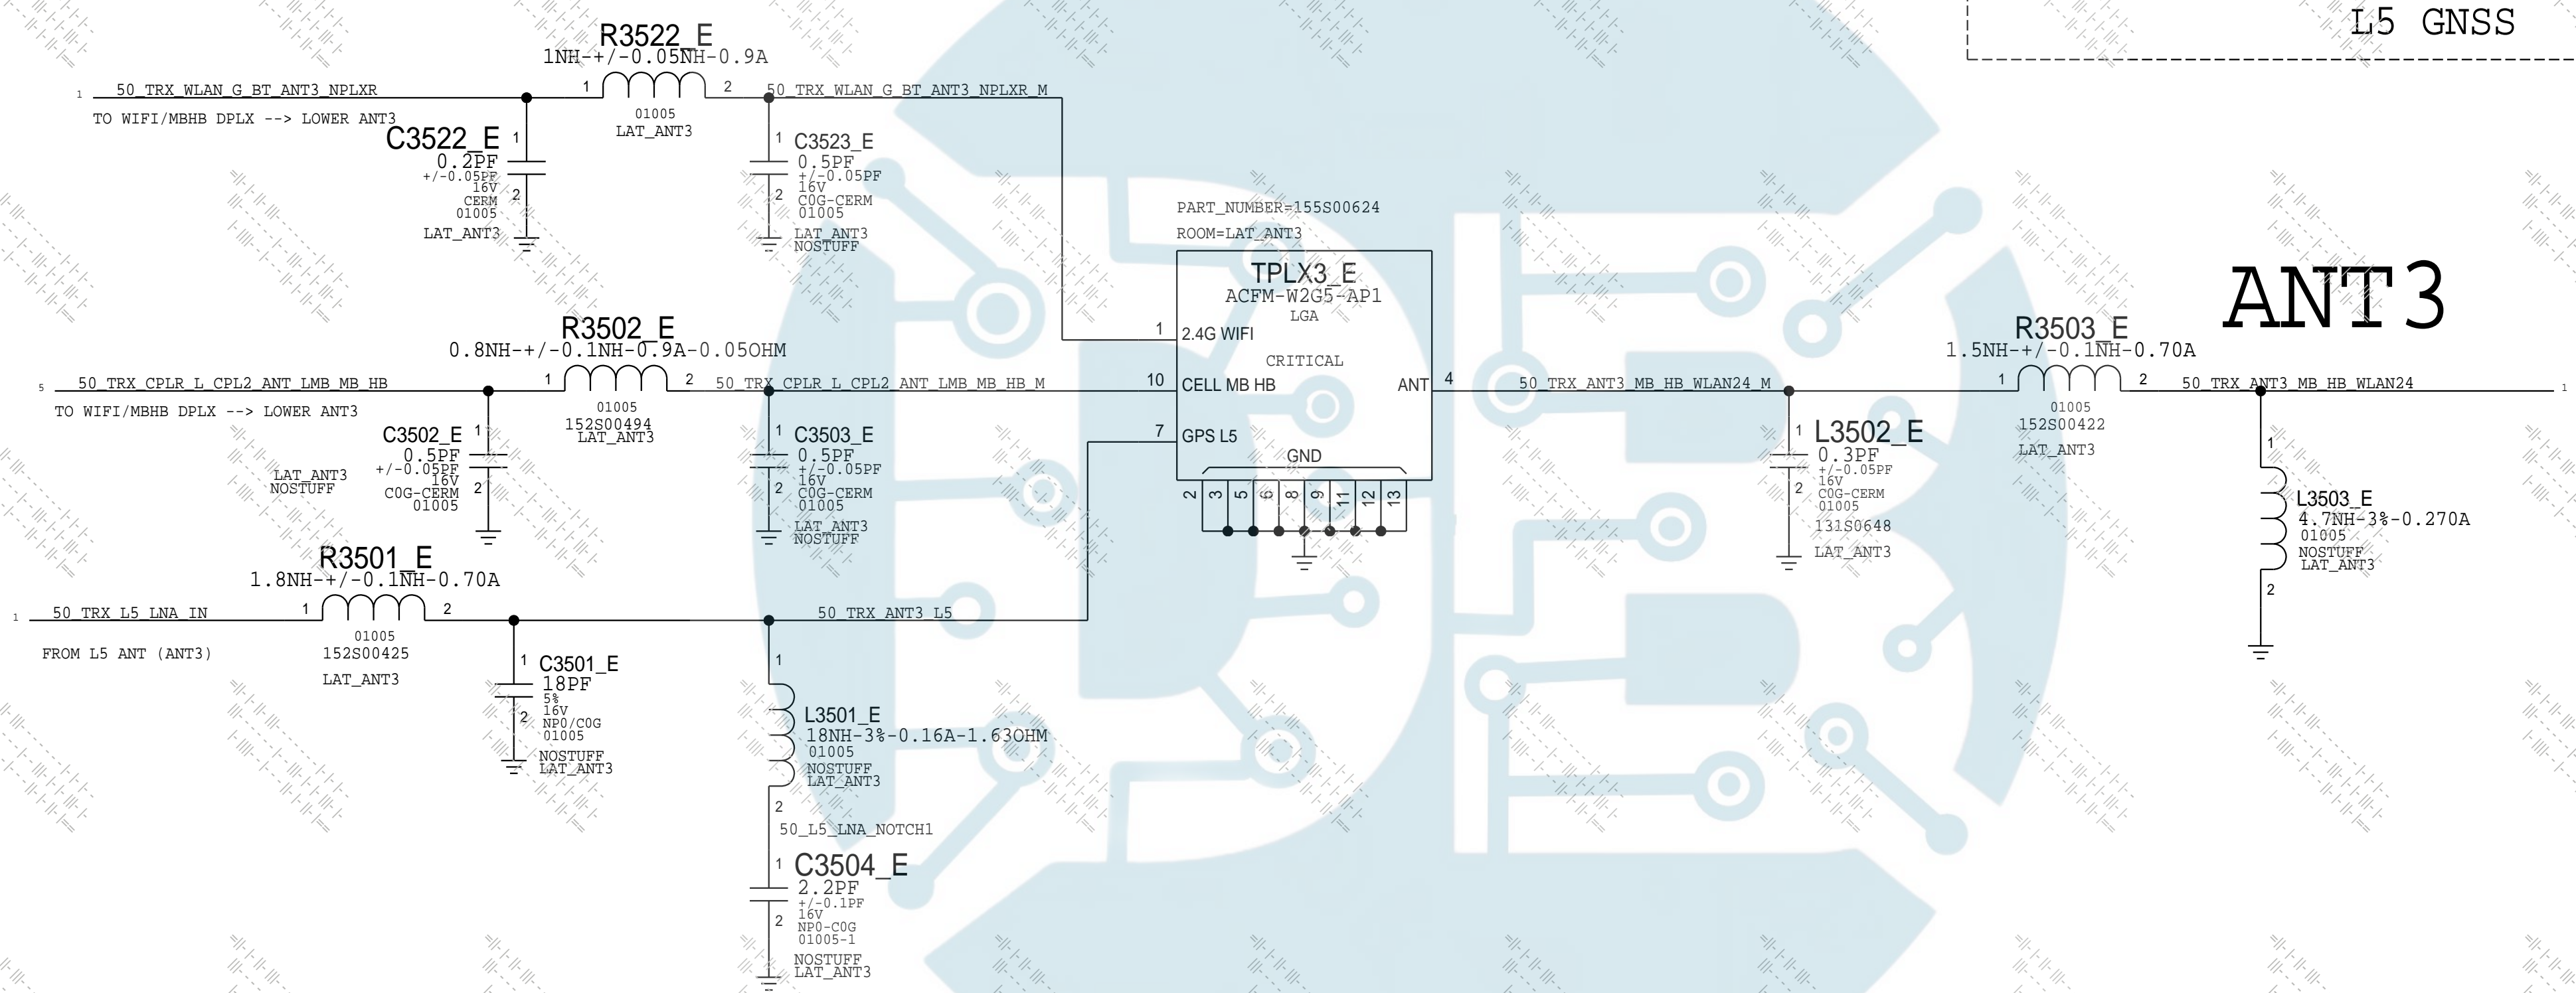 L5 GNSS
R3522_E
1NH-+/-0.05NH-0.9A
1
50_TRX_WLAN_G_BT_ANT3_NPLXR
1
2
50_TRX_WLAN_G_BT_ANT3_NPLXR_M
TO WIFI/MBHB DPLX --> LOWER ANT3
01005
LAT_ANT3
C3522_E
1
0.2PF
+/-0.05PF
16V
2
CERM
01005
LAT_ANT3
1
C3523_E
0.5PF
+/-0.05PF
16V
2
C0G-CERM
01005
LAT_ANT3
NOSTUFF
PART_NUMBER=155S00624
ROOM=LAT_ANT3
TPLX3_E
ACFM-W2G5-AP1
LGA
1
2.4G WIFI
CRITICAL
10
CELL MB HB
ANT
4
7
GPS L5
GND
2
3
5
6
8
9
11
12
13
ANT3
R3502_E
0.8NH-+/-0.1NH-0.9A-0.05OHM
5
50_TRX_CPLR_L_CPL2_ANT_LMB_MB_HB
1
2
50_TRX_CPLR_L_CPL2_ANT_LMB_MB_HB_M
TO WIFI/MBHB DPLX --> LOWER ANT3
01005
152S00494
LAT_ANT3
C3502_E
1
0.5PF
+/-0.05PF
16V
2
C0G-CERM
01005
LAT_ANT3
NOSTUFF
1
C3503_E
0.5PF
+/-0.05PF
16V
2
C0G-CERM
01005
LAT_ANT3
NOSTUFF
50_TRX_ANT3_MB_HB_WLAN24_M
R3503_E
1.5NH-+/-0.1NH-0.70A
1
2
50_TRX_ANT3_MB_HB_WLAN24
1
01005
152S00422
LAT_ANT3
1
L3502_E
0.3PF
+/-0.05PF
16V
2
C0G-CERM
01005
131S0648
LAT_ANT3
1
L3503_E
4.7NH-3%-0.270A
01005
NOSTUFF
LAT_ANT3
2
R3501_E
1.8NH-+/-0.1NH-0.70A
1
50_TRX_L5_LNA_IN
1
2
50_TRX_ANT3_L5
FROM L5 ANT (ANT3)
01005
152S00425
LAT_ANT3
1
C3501_E
18PF
5%
16V
2
NP0/C0G
01005
NOSTUFF
LAT_ANT3
1
L3501_E
18NH-3%-0.16A-1.63OHM
01005
NOSTUFF
LAT_ANT3
2
50_L5_LNA_NOTCH1
1
C3504_E
2.2PF
+/-0.1PF
16V
2
NP0-C0G
01005-1
NOSTUFF
LAT_ANT3